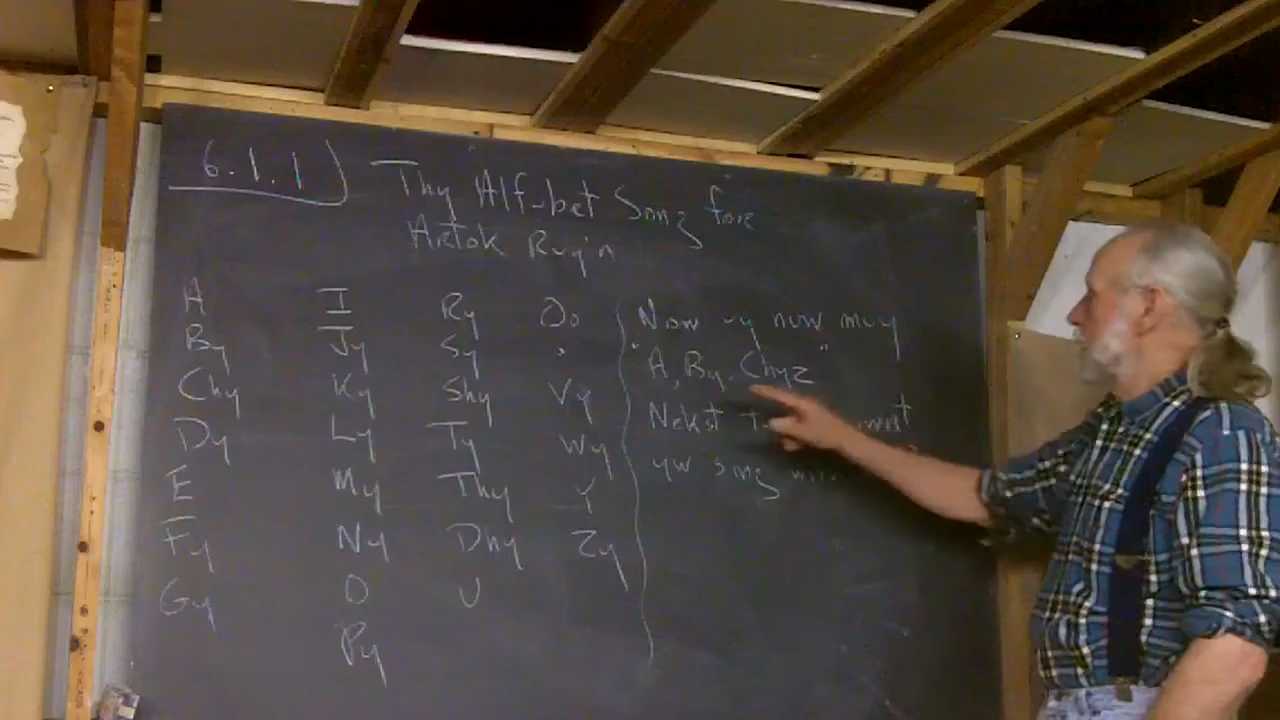 6.1.1) Thy Alf-bet Song fore
Artok Ruy'n
A
By
Chy
Dy
E
Fy
Gy
I
Jy
Ky
Ly
My
Ny
O
Py
Ry
Sy
Shy
Ty
Thy
Dhy
U
Oo
'
Vy
Wy
Y
Zy
Now uy now muy
"A, By, Chyz"
Nekst
yw song